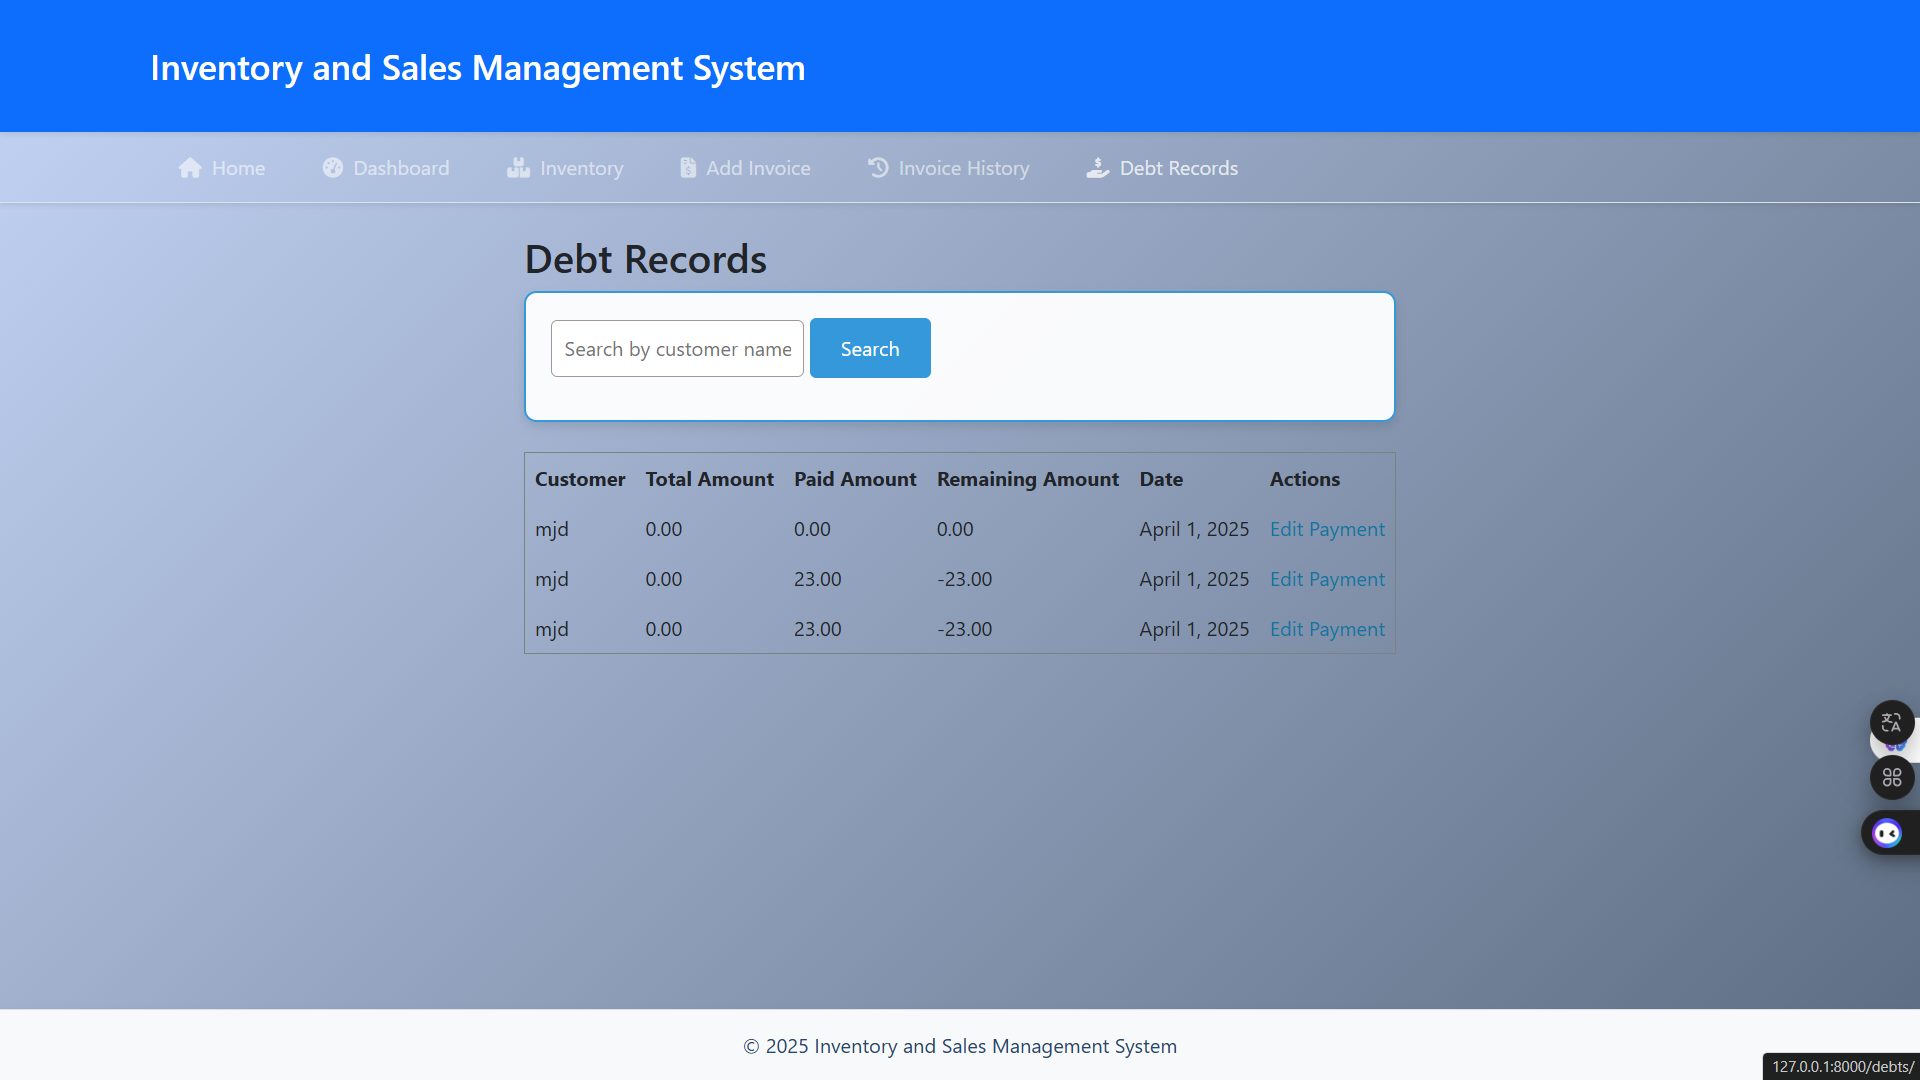 Inventory and Sales Management System
Home Dashboard Inventory Add Invoice Invoice History Debt Records
Debt Records
Search by customer name Search
Customer Total Amount Paid Amount Remaining Amount Date Actions
mjd 0.00 0.00 0.00 April 1, 2025 Edit Payment
mjd 0.00 23.00 -23.00 April 1, 2025 Edit Payment
mjd 0.00 23.00 -23.00 April 1, 2025 Edit Payment
© 2025 Inventory and Sales Management System
127.0.0.1:8000/debts/